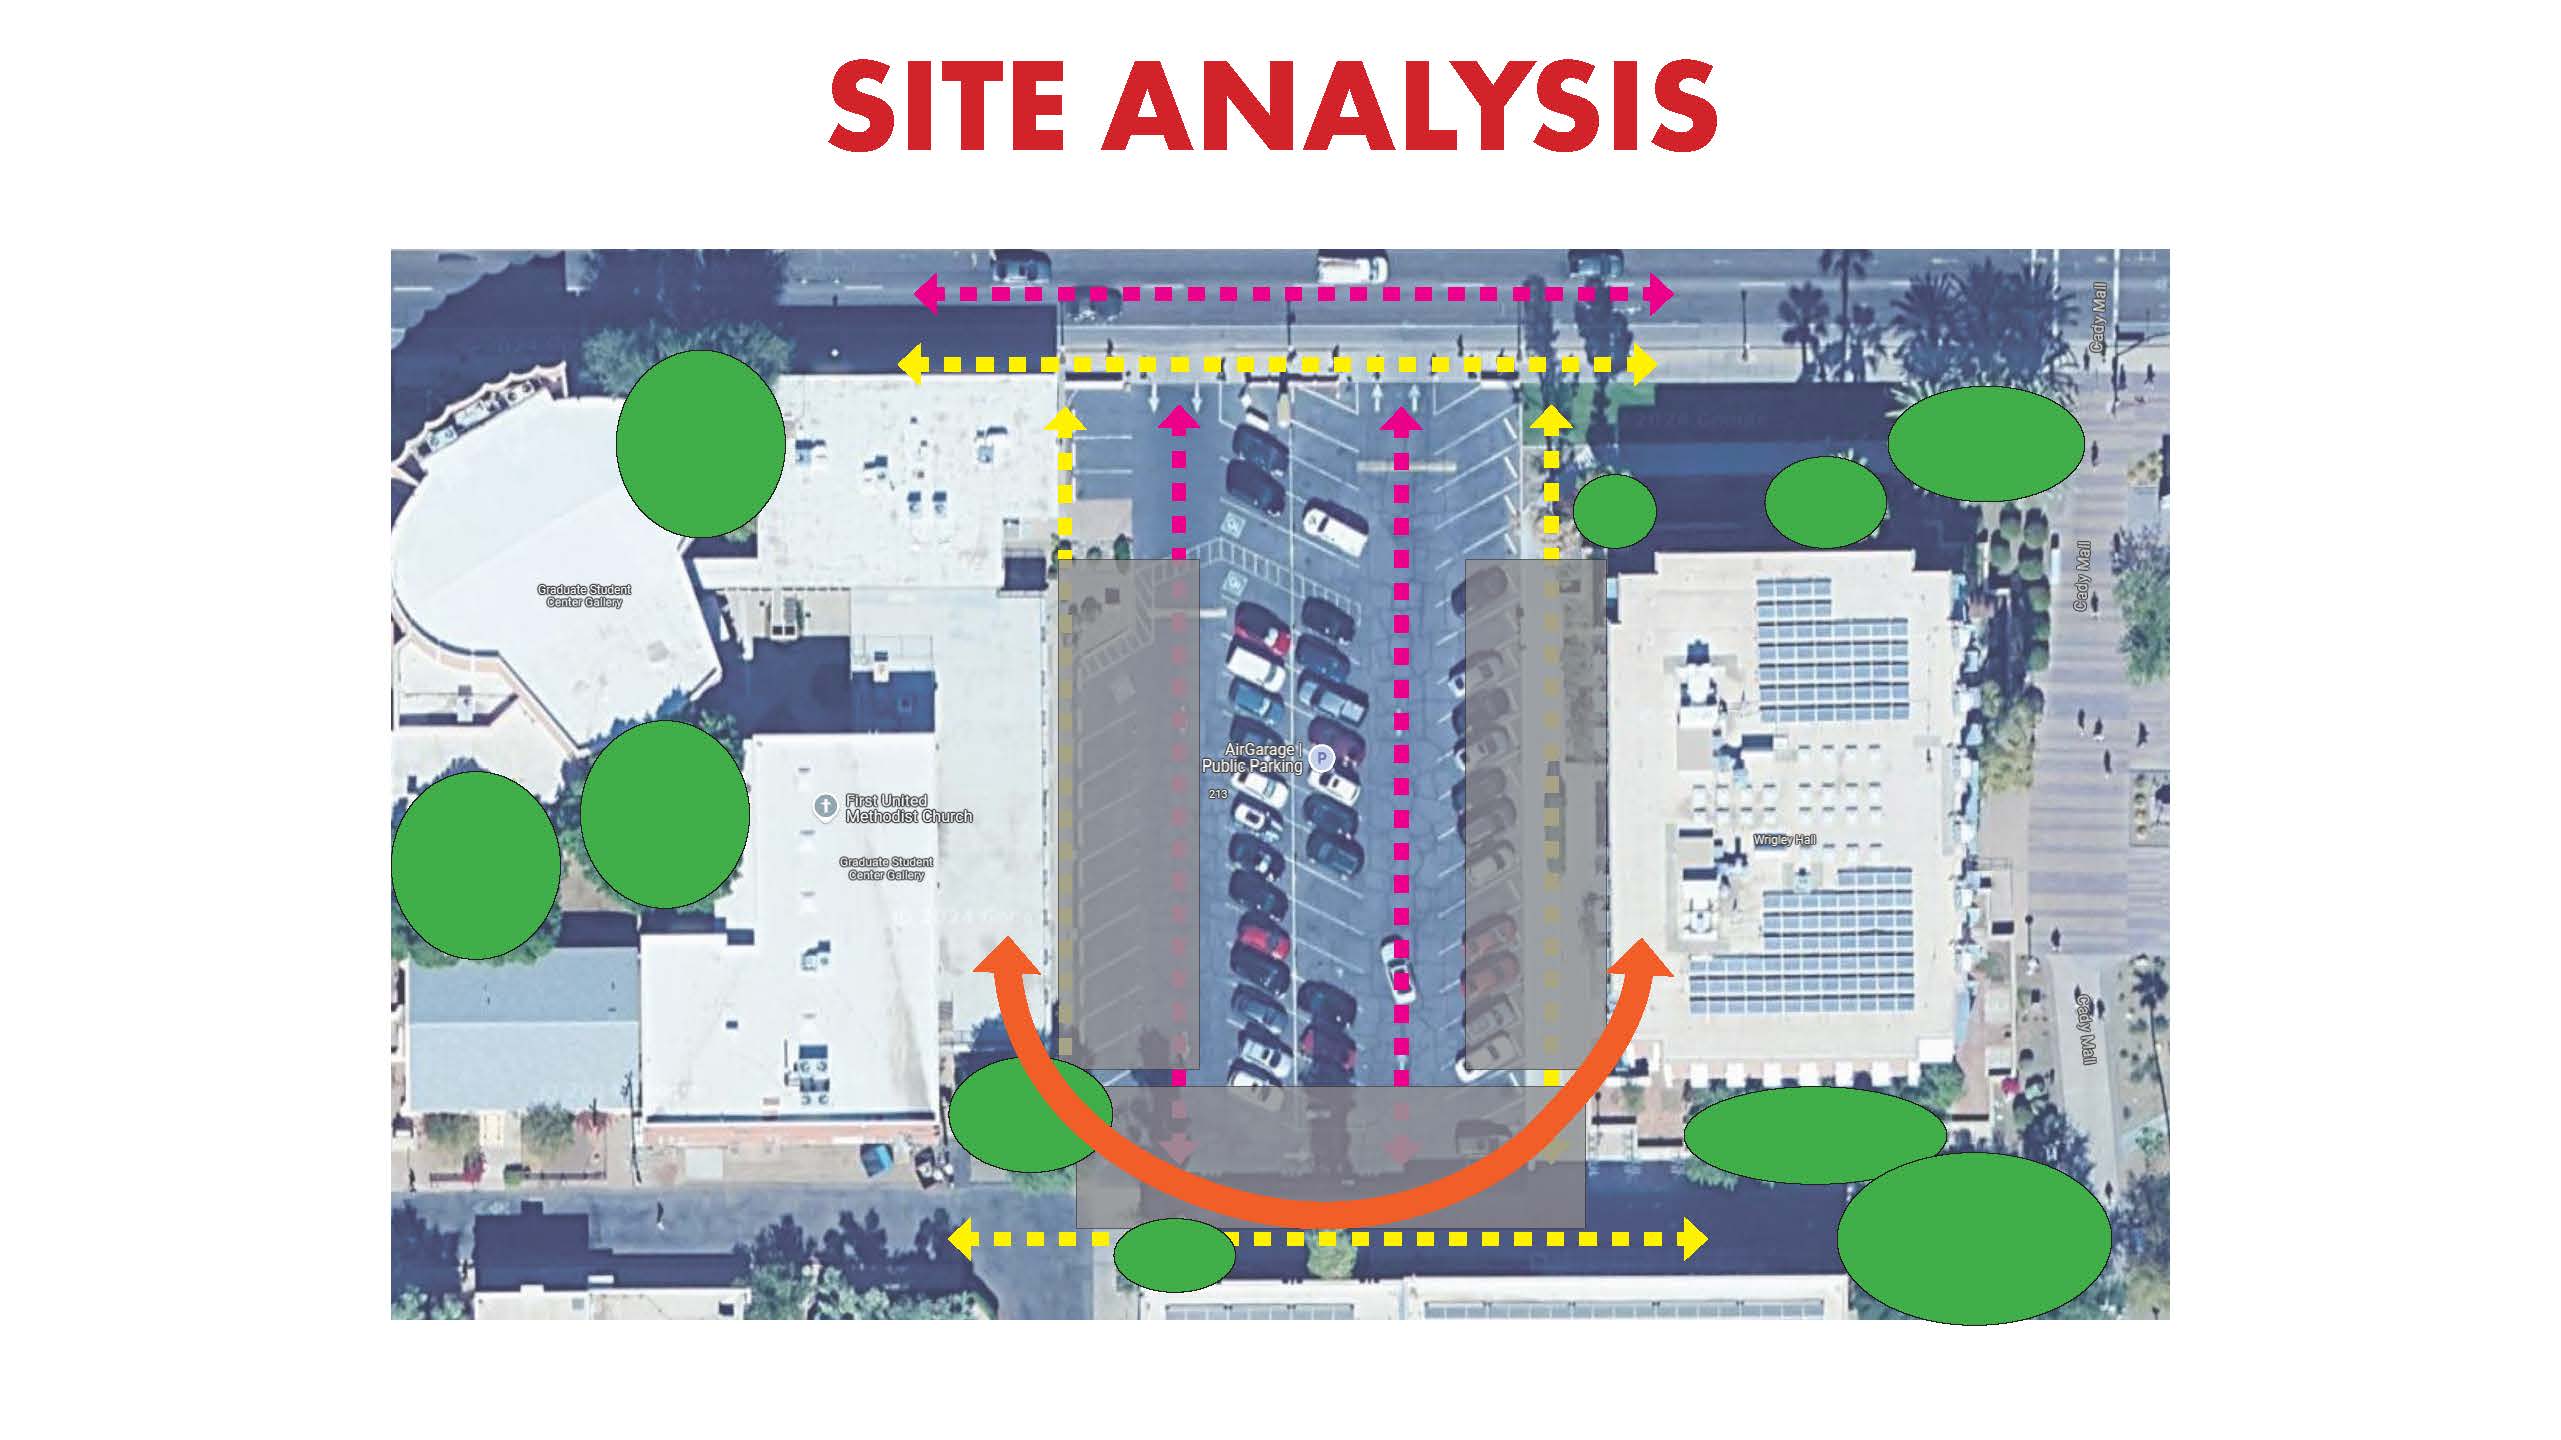 SITE ANALYSIS
Cady Mall
Cady Mall
Graduate Student
Center Gallery
AirGarage |
Public Parking
P
213
First United
Methodist Church
Wrigley Hall
Graduate Student
Center Gallery
Cady Mall